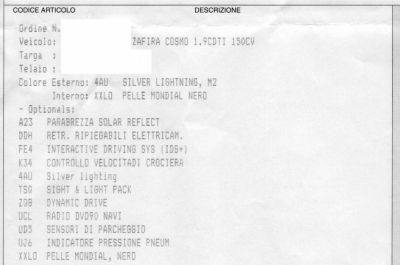 CODICE ARTICOLO DESCRIZIONE
Ordine N.
Veicolo: ZAFIRA COSMO 1.9CDTI 150CV
Targa :
Telaio :
Colore Esterno: 4AU SILVER LIGHTNING, M2
Interno: XXLO PELLE MONDIAL NERO
- Optionals:
A23 PARABREZZA SOLAR REFLECT
DDH RETR. RIPIEGABILI ELETTRICAM.
FE4 INTERACTIVE DRIVING SYS (IDS+)
K34 CONTROLLO VELOCITADI CROCIERA
4AU Silver lighting
TSQ SIGHT & LIGHT PACK
ZQB DYNAMIC DRIVE
UCL RADIO DVD90 NAVI
UD5 SENSORI DI PARCHEGGIO
UJ6 INDICATORE PRESSIONE PNEUM
XXLO PELLE MONDIAL, NERO